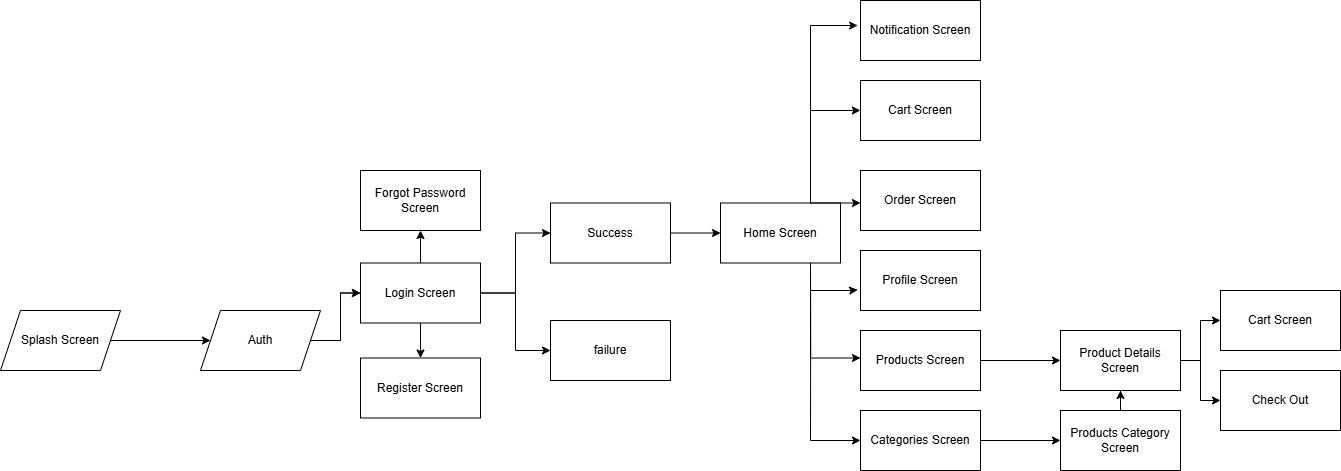 Splash Screen
Auth
Forgot Password
Screen
Login Screen
Register Screen
Success
failure
Home Screen
Notification Screen
Cart Screen
Order Screen
Profile Screen
Products Screen
Categories Screen
Product Details
Screen
Products Category
Screen
Cart Screen
Check Out